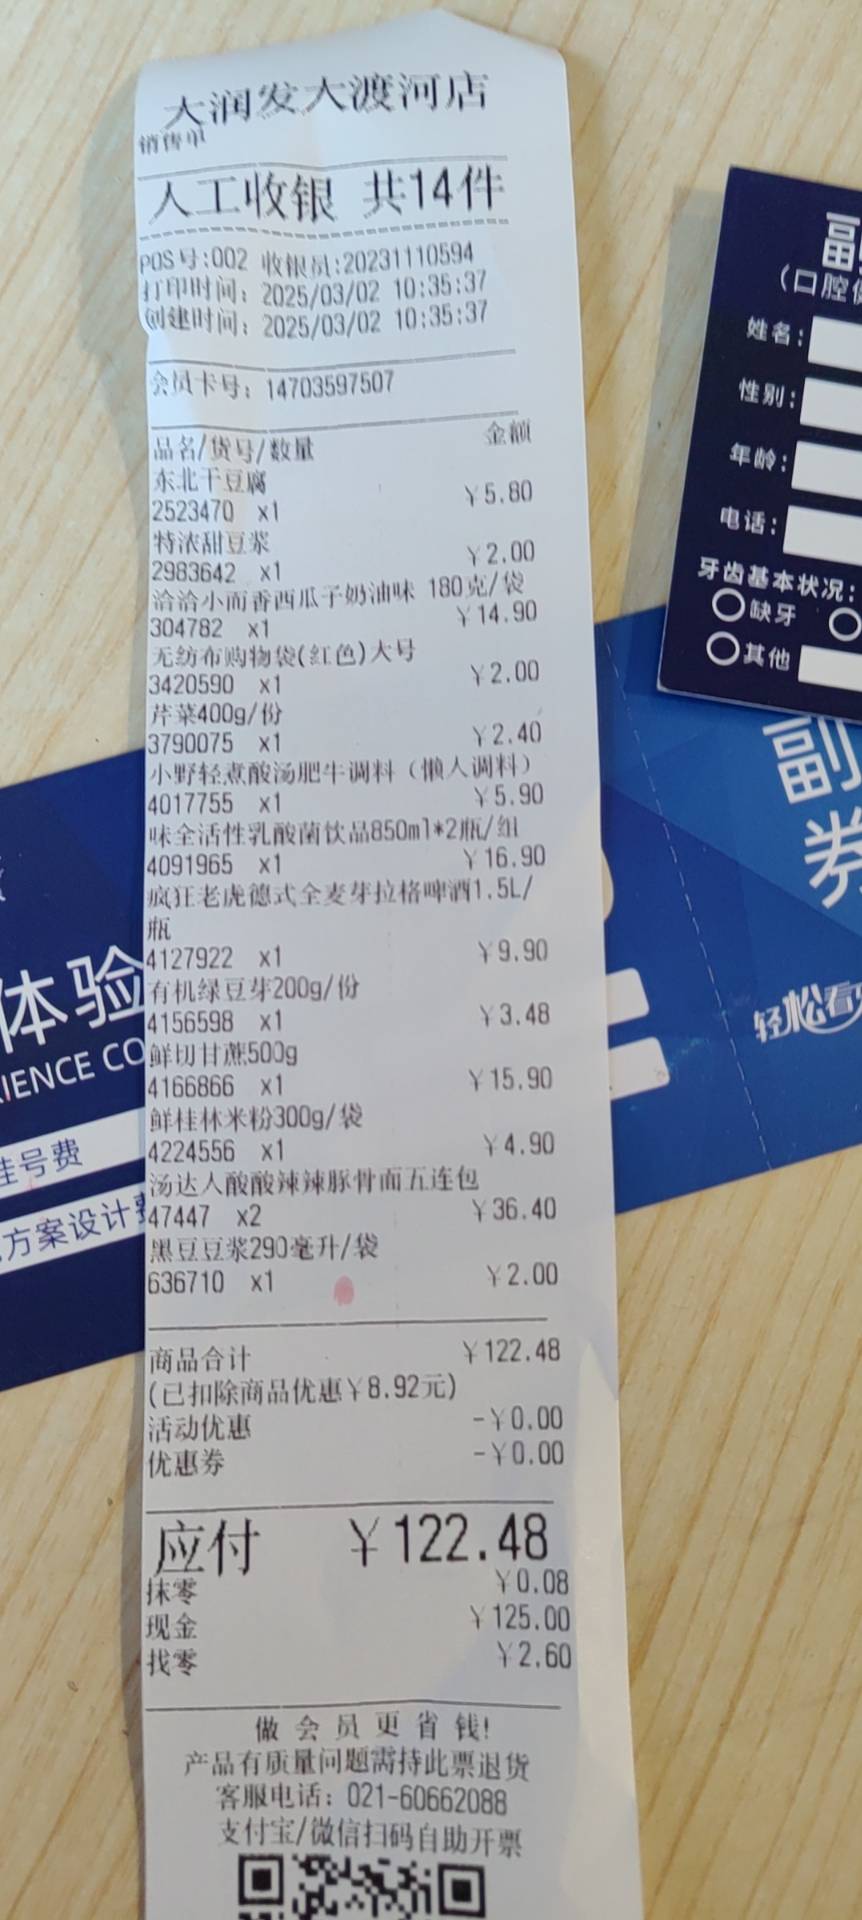 大润发大渡河店
销售单
人工收银 共14件
POS号:002 收银员:20231110594
打印时间: 2025/03/02 10:35:37
创建时间: 2025/03/02 10:35:37
会员卡号: 14703597507
品名/货号/数量 金额
东北干豆腐
2523470 x1 ¥5.80
特浓甜豆浆
2983642 x1 ¥2.00
洽洽小而香西瓜子奶油味 180克/袋
304782 x1 ¥14.90
无纺布购物袋(红色)大号
3420590 x1 ¥2.00
芹菜400g/份
3790075 x1 ¥2.40
小野轻煮酸汤肥牛调料（懒人调料）
4017755 x1 ¥5.90
味全活性乳酸菌饮品850ml*2瓶/组
4091965 x1 ¥16.90
疯狂老虎德式全麦芽拉格啤酒1.5L/
瓶
4127922 x1 ¥9.90
有机绿豆芽200g/份
4156598 x1 ¥3.48
鲜切甘蔗500g
4166866 x1 ¥15.90
鲜桂林米粉300g/袋
4224556 x1 ¥4.90
汤达人酸酸辣辣豚骨面五连包
47447 x2 ¥36.40
黑豆豆浆290毫升/袋
636710 x1 ¥2.00
商品合计 ¥122.48
(已扣除商品优惠¥8.92元)
活动优惠 -¥0.00
优惠券 -¥0.00
应付 ¥122.48
抹零 ¥0.08
现金 ¥125.00
找零 ¥2.60
做会员更省钱!
产品有质量问题需持此票退货
客服电话: 021-60662088
支付宝/微信扫码自助开票
副
(口腔
姓名:
性别:
年龄:
电话:
牙齿基本状况:
缺牙
其他
副
券
轻松看牙
体验
IENCE CO
挂号费
方案设计